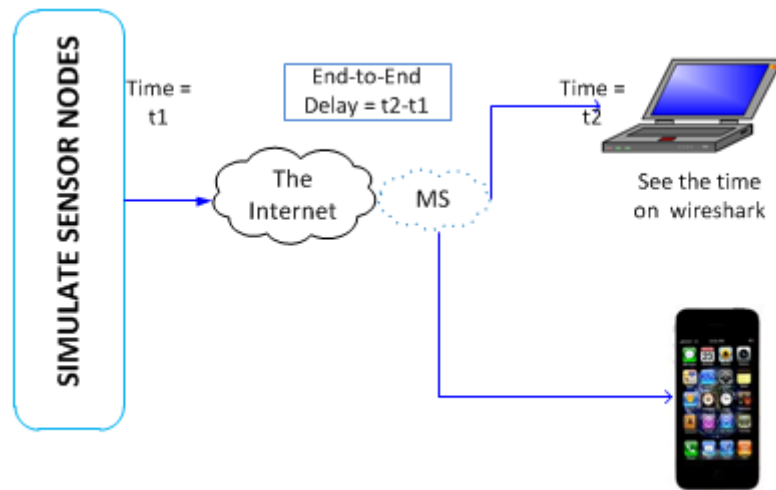 SIMULATE SENSOR NODES
Time =
t1
End-to-End
Delay = t2-t1
Time =
t2
The
Internet
MS
See the time
on wireshark